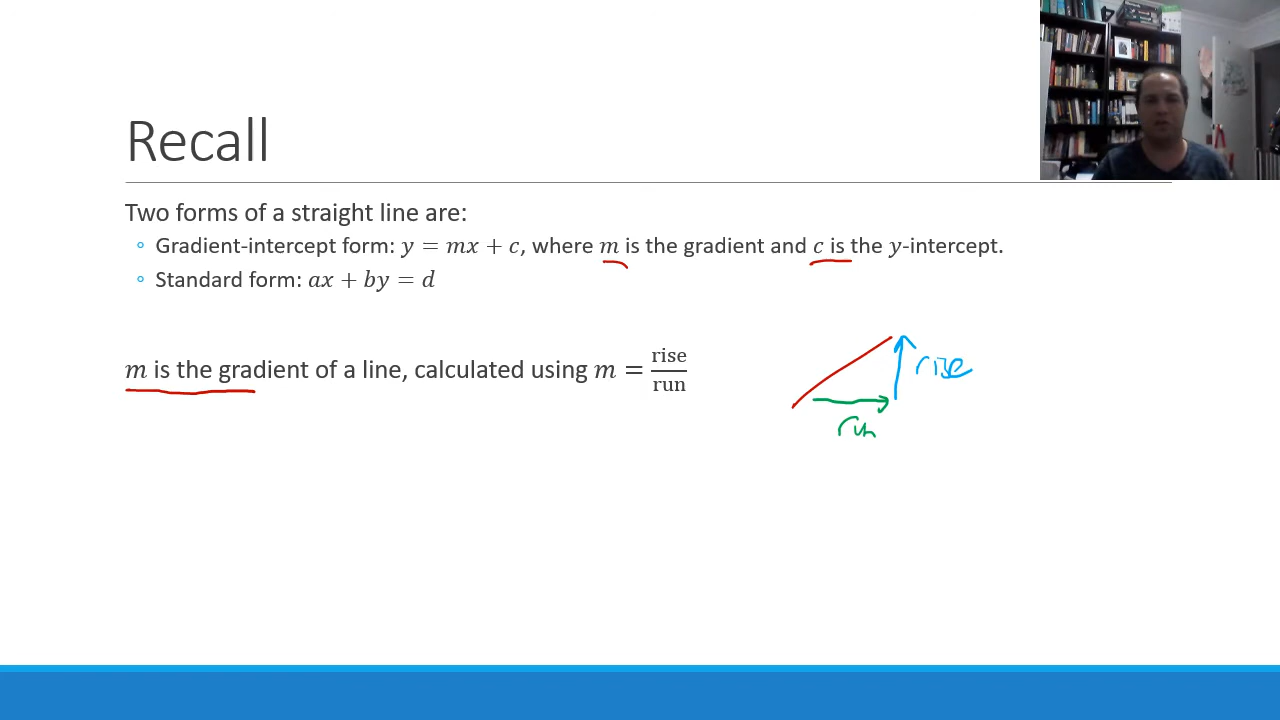 Recall
Two forms of a straight line are:
∘ Gradient-intercept form: y = mx + c, where m is the gradient and c is the y-intercept.
∘ Standard form: ax + by = d
m is the gradient of a line, calculated using m = rise/run
rise
run